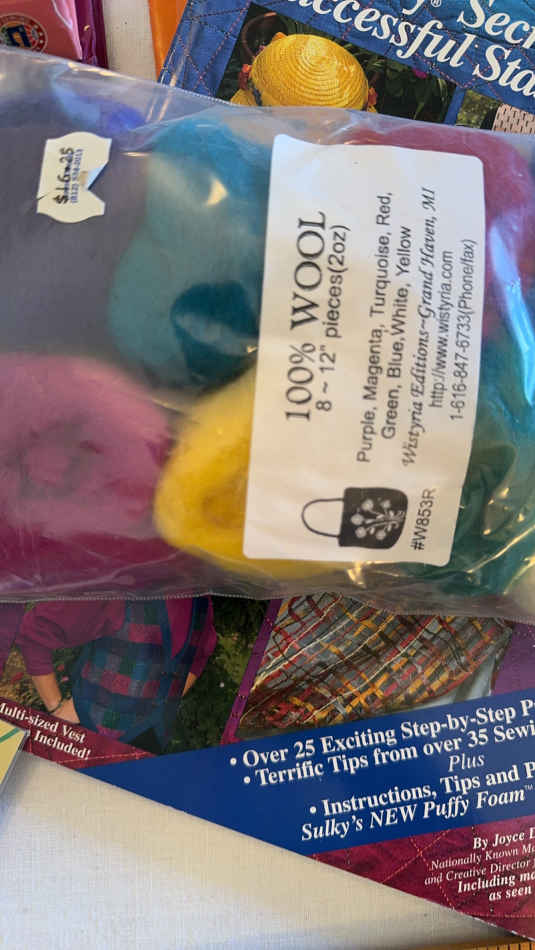 Successful
$16.25
100% WOOL
8 ~ 12" pieces(2oz)
Purple, Magenta, Turquoise, Red,
Green, Blue,White, Yellow
Wistyria Editions~Grand Haven, MI
http://www.wistyria.com
1-616-847-6733(Phone/fax)
#W853R
Multi-sized Vest
Included!
• Over 25 Exciting Step-by-Step
• Terrific Tips from over 35
Plus
• Instructions, Tips and
Sulky's NEW Puffy Foam™
By Joyce
Nationally Known
and Creative Director
Including
as seen